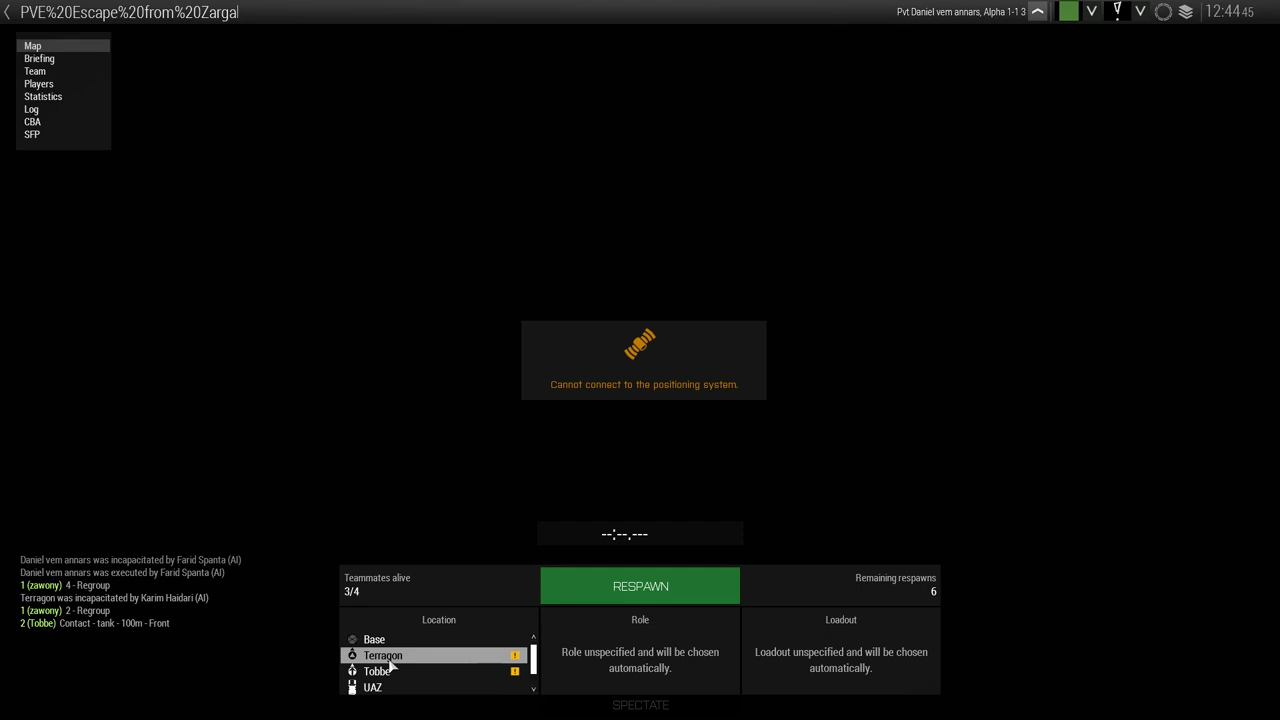 PVE%20Escape%20from%20Zargal
Pvt Daniel vem annars, Alpha 1-1 3
12:44 45
Map
Briefing
Team
Players
Statistics
Log
CBA
SFP
Cannot connect to the positioning system.
--:--.---
Daniel vem annars was incapacitated by Farid Spanta (AI)
Daniel vem annars was executed by Farid Spanta (AI)
1 (zawony) 4 - Regroup
Terragon was incapacitated by Karim Haidari (AI)
1 (zawony) 2 - Regroup
2 (Tobbe) Contact - tank - 100m - Front
Teammates alive
3/4
RESPAWN
Remaining respawns
6
Location
Base
Terragon
Tobbe
UAZ
Role
Role unspecified and will be chosen
automatically.
Loadout
Loadout unspecified and will be chosen
automatically.
SPECTATE